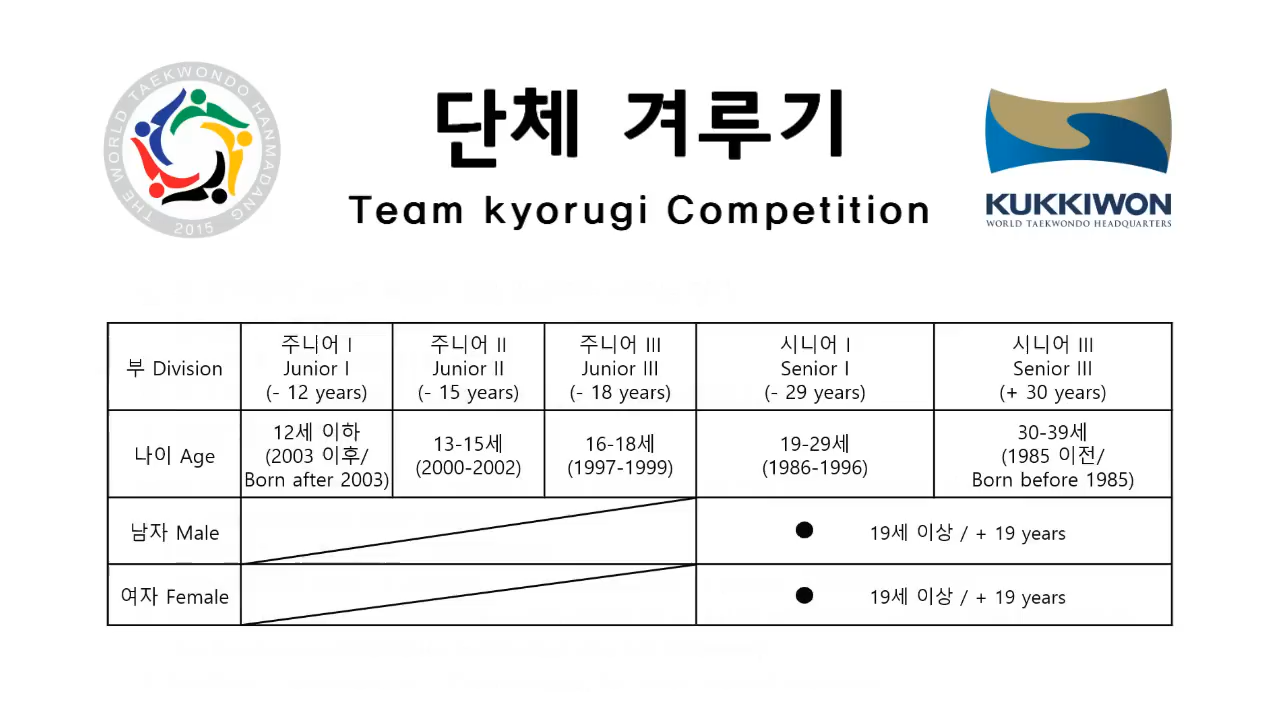 THE WORLD TAEKWONDO HANMADANG
2015
단체 겨루기
Team kyorugi Competition
KUKKIWON
WORLD TAEKWONDO HEADQUARTERS
부 Division
주니어 I
Junior I
(- 12 years)
주니어 II
Junior II
(- 15 years)
주니어 III
Junior III
(- 18 years)
시니어 I
Senior I
(- 29 years)
시니어 III
Senior III
(+ 30 years)
나이 Age
12세 이하
(2003 이후/
Born after 2003)
13-15세
(2000-2002)
16-18세
(1997-1999)
19-29세
(1986-1996)
30-39세
(1985 이전/
Born before 1985)
남자 Male
● 19세 이상 / + 19 years
여자 Female
● 19세 이상 / + 19 years